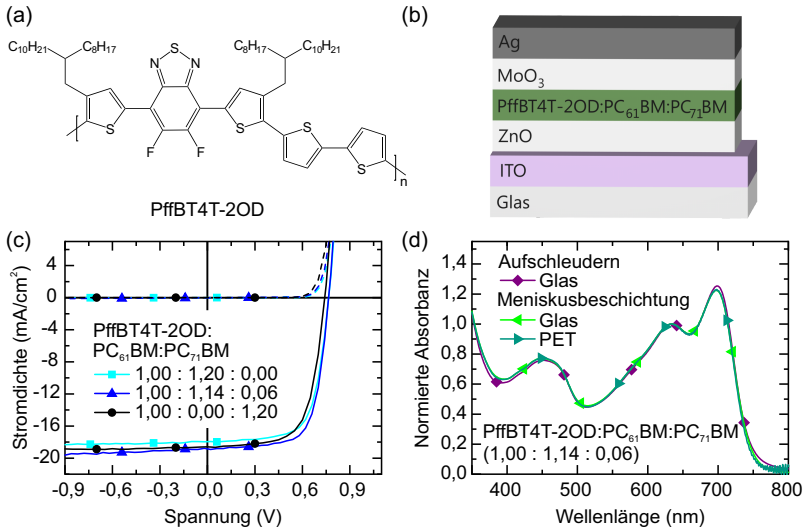 (a)
C10H21 C8H17 C8H17 C10H21
S
N N
S
F F
S
S
S
n
PffBT4T-2OD
(b)
Ag
MoO3
PffBT4T-2OD:PC61BM:PC71BM
ZnO
ITO
Glas
(c)
Stromdichte (mA/cm²)
4
0
-4
-8
-12
-16
-20
PffBT4T-2OD:
PC61BM:PC71BM
1,00 : 1,20 : 0,00
1,00 : 1,14 : 0,06
1,00 : 0,00 : 1,20
-0,9 -0,6 -0,3 0,0 0,3 0,6 0,9
Spannung (V)
(d)
Normierte Absorbanz
1,4
1,2
1,0
0,8
0,6
0,4
0,2
0,0
Aufschleudern
Glas
Meniskusbeschichtung
Glas
PET
PffBT4T-2OD:PC61BM:PC71BM
(1,00 : 1,14 : 0,06)
400 500 600 700 800
Wellenlänge (nm)